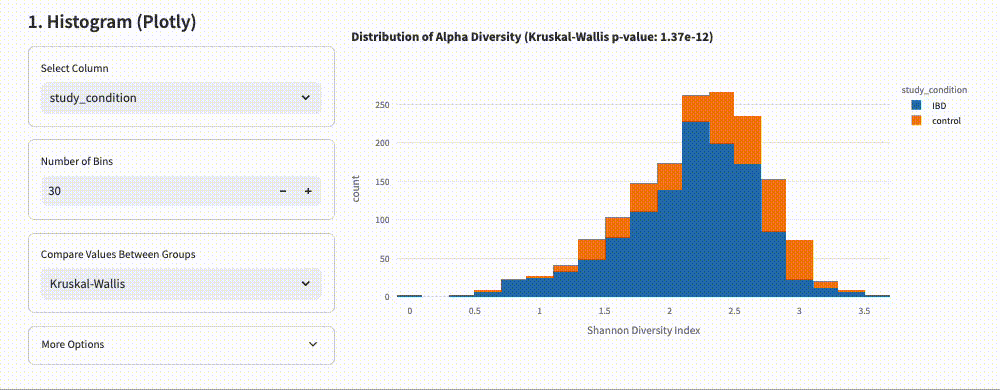 1. Histogram (Plotly)
Select Column
study_condition
Number of Bins
30
− +
Compare Values Between Groups
Kruskal-Wallis
More Options
Distribution of Alpha Diversity (Kruskal-Wallis p-value: 1.37e-12)
study_condition
IBD
control
count
250
200
150
100
50
0
0 0.5 1 1.5 2 2.5 3 3.5
Shannon Diversity Index